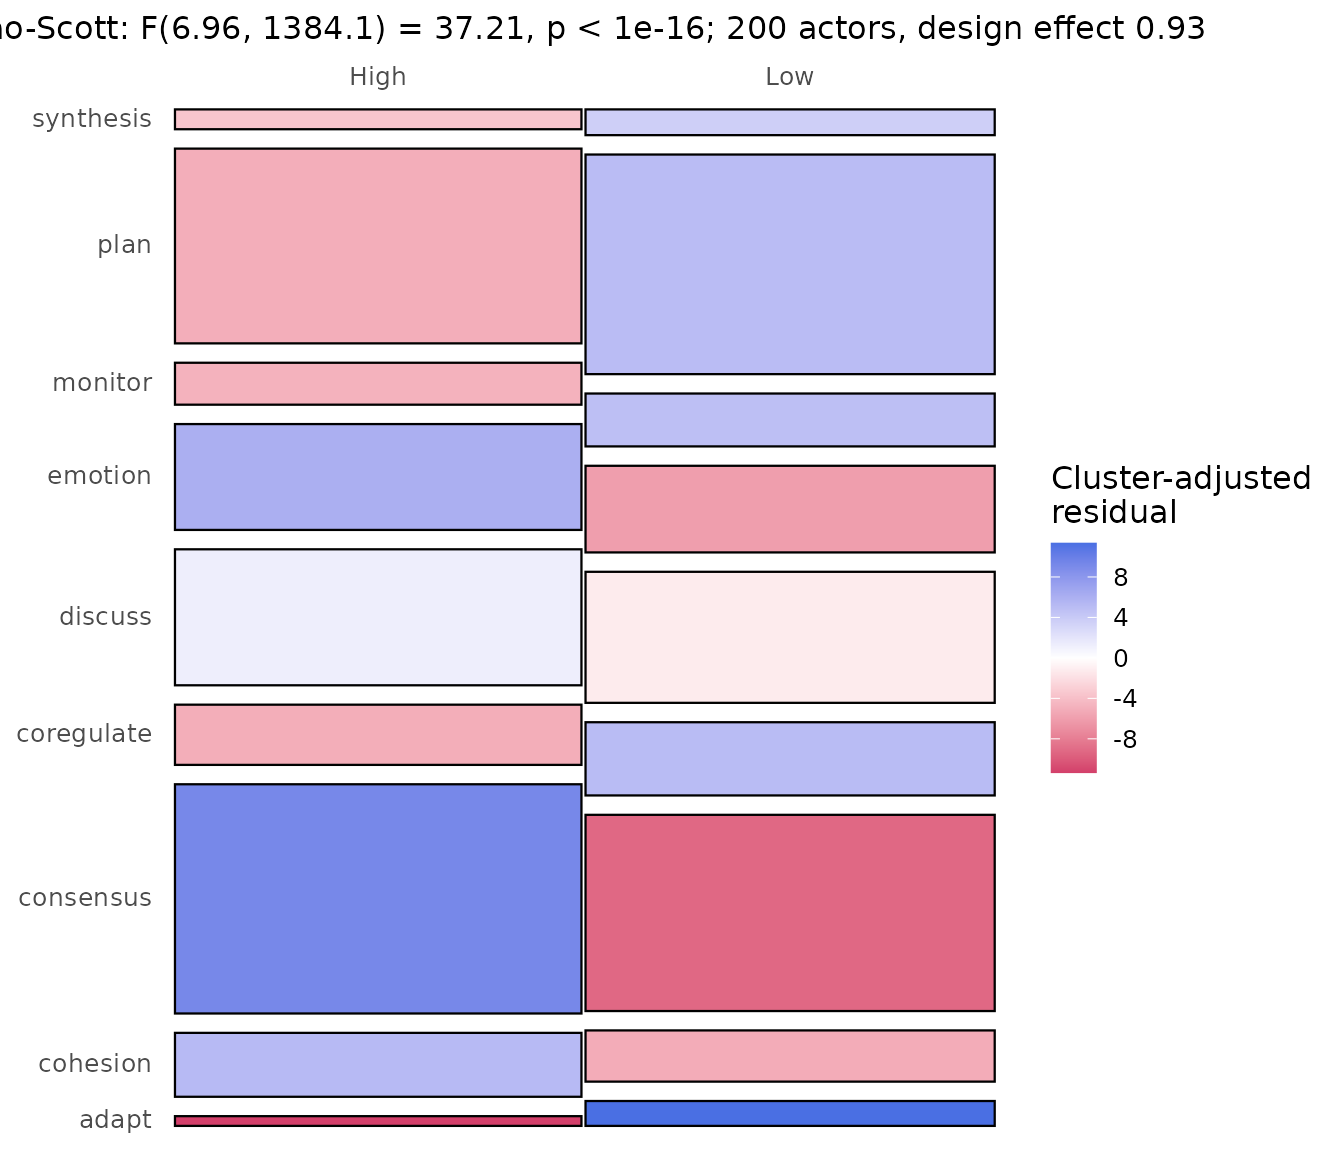 o-Scott: F(6.96, 1384.1) = 37.21, p < 1e-16; 200 actors, design effect 0.93
High Low
synthesis
plan
monitor
emotion
discuss
coregulate
consensus
cohesion
adapt
Cluster-adjusted
residual
8
4
0
-4
-8